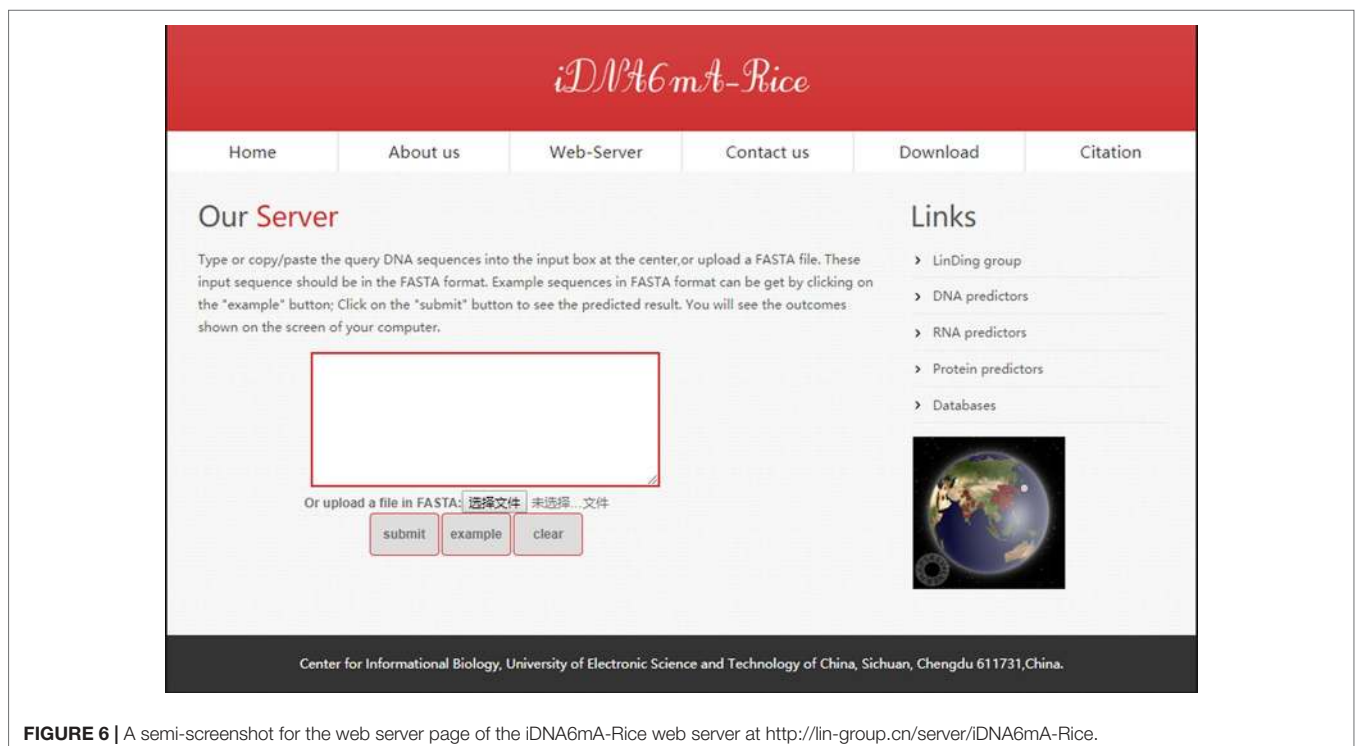 iDNA6mA-Rice
Home About us Web-Server Contact us Download Citation
Our Server
Type or copy/paste the query DNA sequences into the input box at the center,or upload a FASTA file. These
input sequence should be in the FASTA format. Example sequences in FASTA format can be get by clicking on
the "example" button; Click on the "submit" button to see the predicted result. You will see the outcomes
shown on the screen of your computer.
Or upload a file in FASTA: 选择文件 未选择...文件
submit example clear
Links
› LinDing group
› DNA predictors
› RNA predictors
› Protein predictors
› Databases
Center for Informational Biology, University of Electronic Science and Technology of China, Sichuan, Chengdu 611731,China.
FIGURE 6 | A semi-screenshot for the web server page of the iDNA6mA-Rice web server at http://lin-group.cn/server/iDNA6mA-Rice.